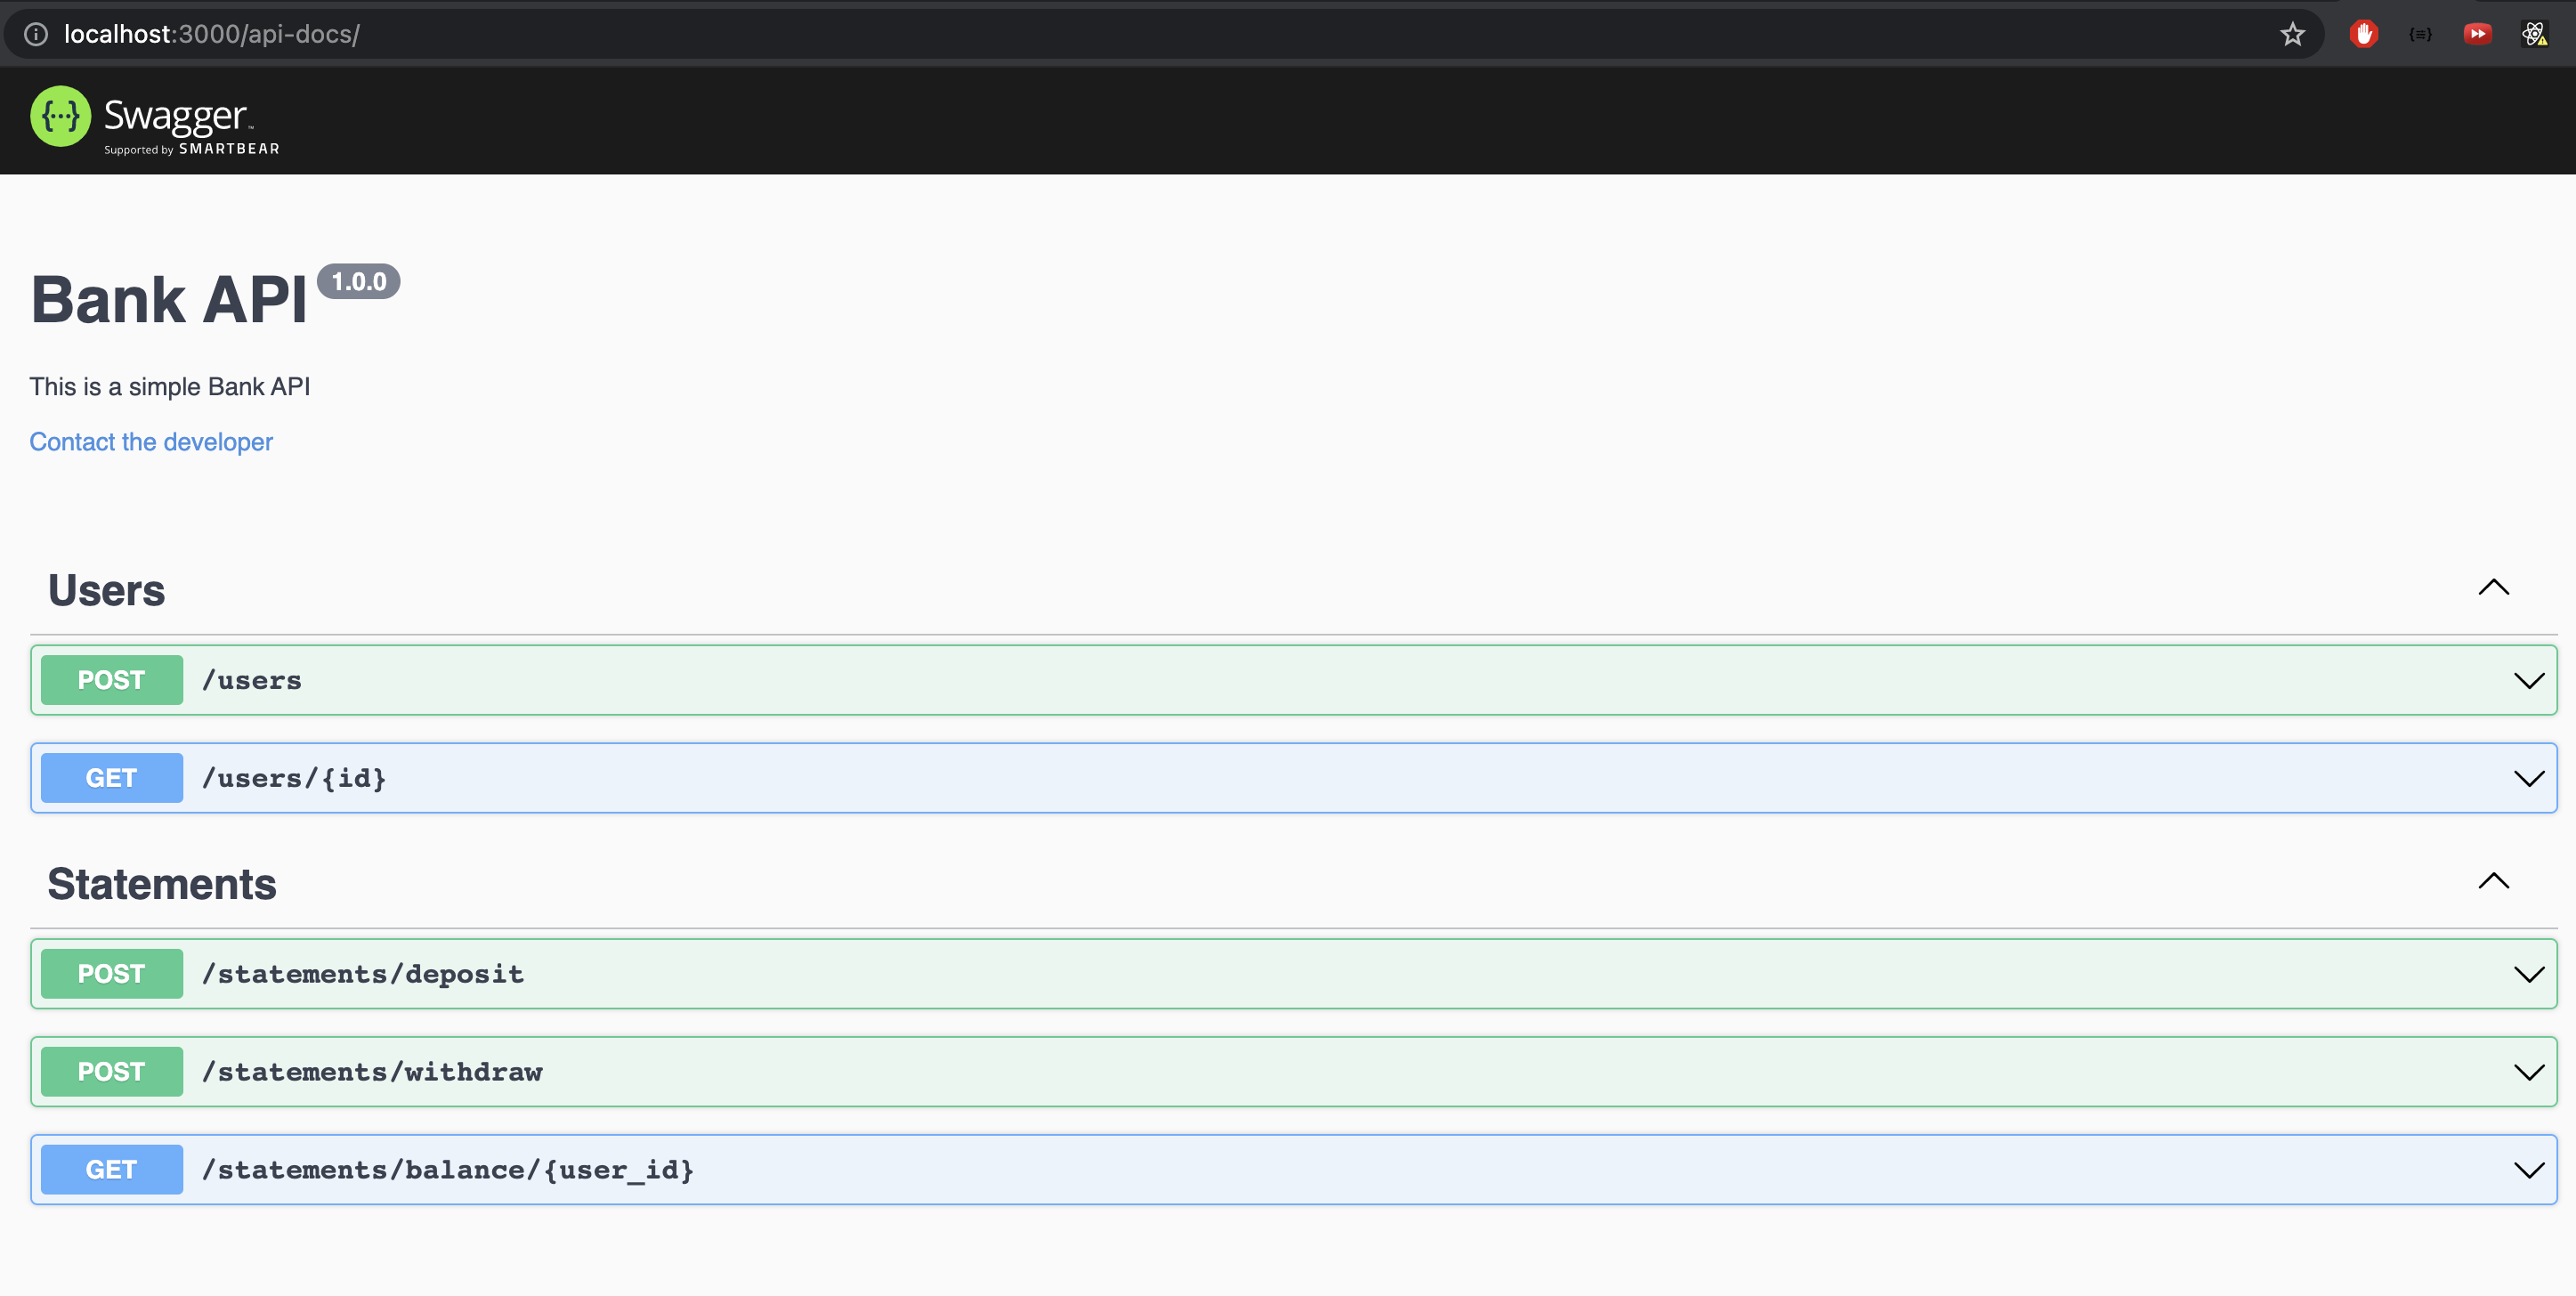 localhost:3000/api-docs/
{···} Swagger™
Supported by SMARTBEAR
Bank API 1.0.0
This is a simple Bank API
Contact the developer
Users
POST /users
GET /users/{id}
Statements
POST /statements/deposit
POST /statements/withdraw
GET /statements/balance/{user_id}